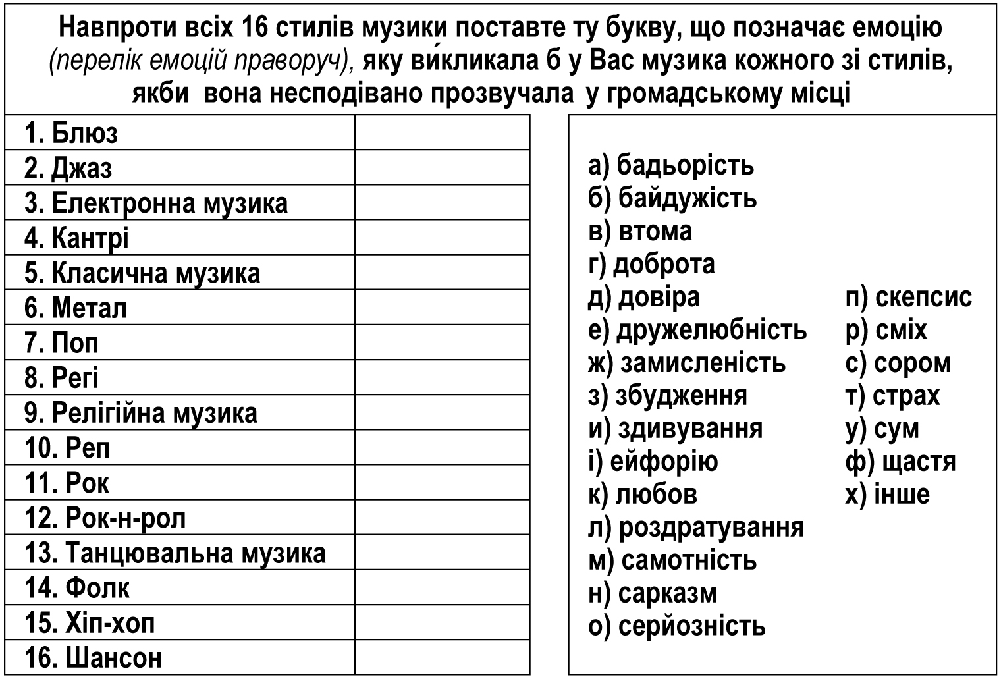 Навпроти всіх 16 стилів музики поставте ту букву, що позначає емоцію
(перелік емоцій праворуч), яку ви́кликала б у Вас музика кожного зі стилів,
якби вона несподівано прозвучала у громадському місці
1. Блюз
2. Джаз
3. Електронна музика
4. Кантрі
5. Класична музика
6. Метал
7. Поп
8. Регі
9. Релігійна музика
10. Реп
11. Рок
12. Рок-н-рол
13. Танцювальна музика
14. Фолк
15. Хіп-хоп
16. Шансон
а) бадьорість
б) байдужість
в) втома
г) доброта
д) довіра
е) дружелюбність
ж) замисленість
з) збудження
и) здивування
і) ейфорію
к) любов
л) роздратування
м) самотність
н) сарказм
о) серйозність
п) скепсис
р) сміх
с) сором
т) страх
у) сум
ф) щастя
х) інше